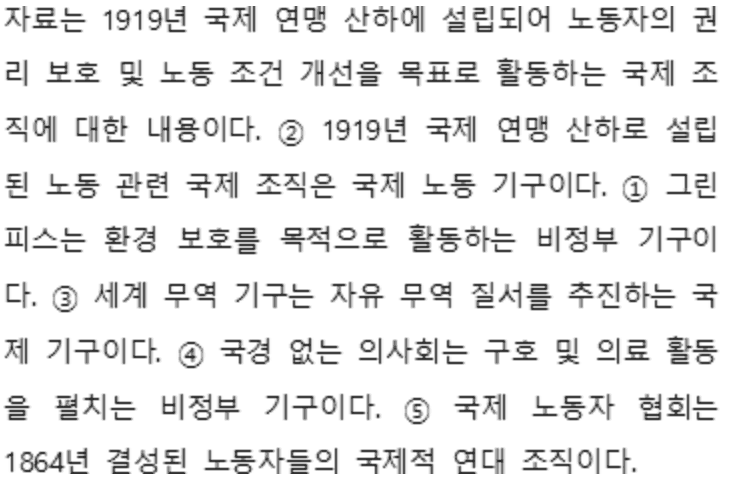 자료는 1919년 국제 연맹 산하에 설립되어 노동자의 권
리 보호 및 노동 조건 개선을 목표로 활동하는 국제 조
직에 대한 내용이다. ② 1919년 국제 연맹 산하로 설립
된 노동 관련 국제 조직은 국제 노동 기구이다. ① 그린
피스는 환경 보호를 목적으로 활동하는 비정부 기구이
다. ③ 세계 무역 기구는 자유 무역 질서를 추진하는 국
제 기구이다. ④ 국경 없는 의사회는 구호 및 의료 활동
을 펼치는 비정부 기구이다. ⑤ 국제 노동자 협회는
1864년 결성된 노동자들의 국제적 연대 조직이다.